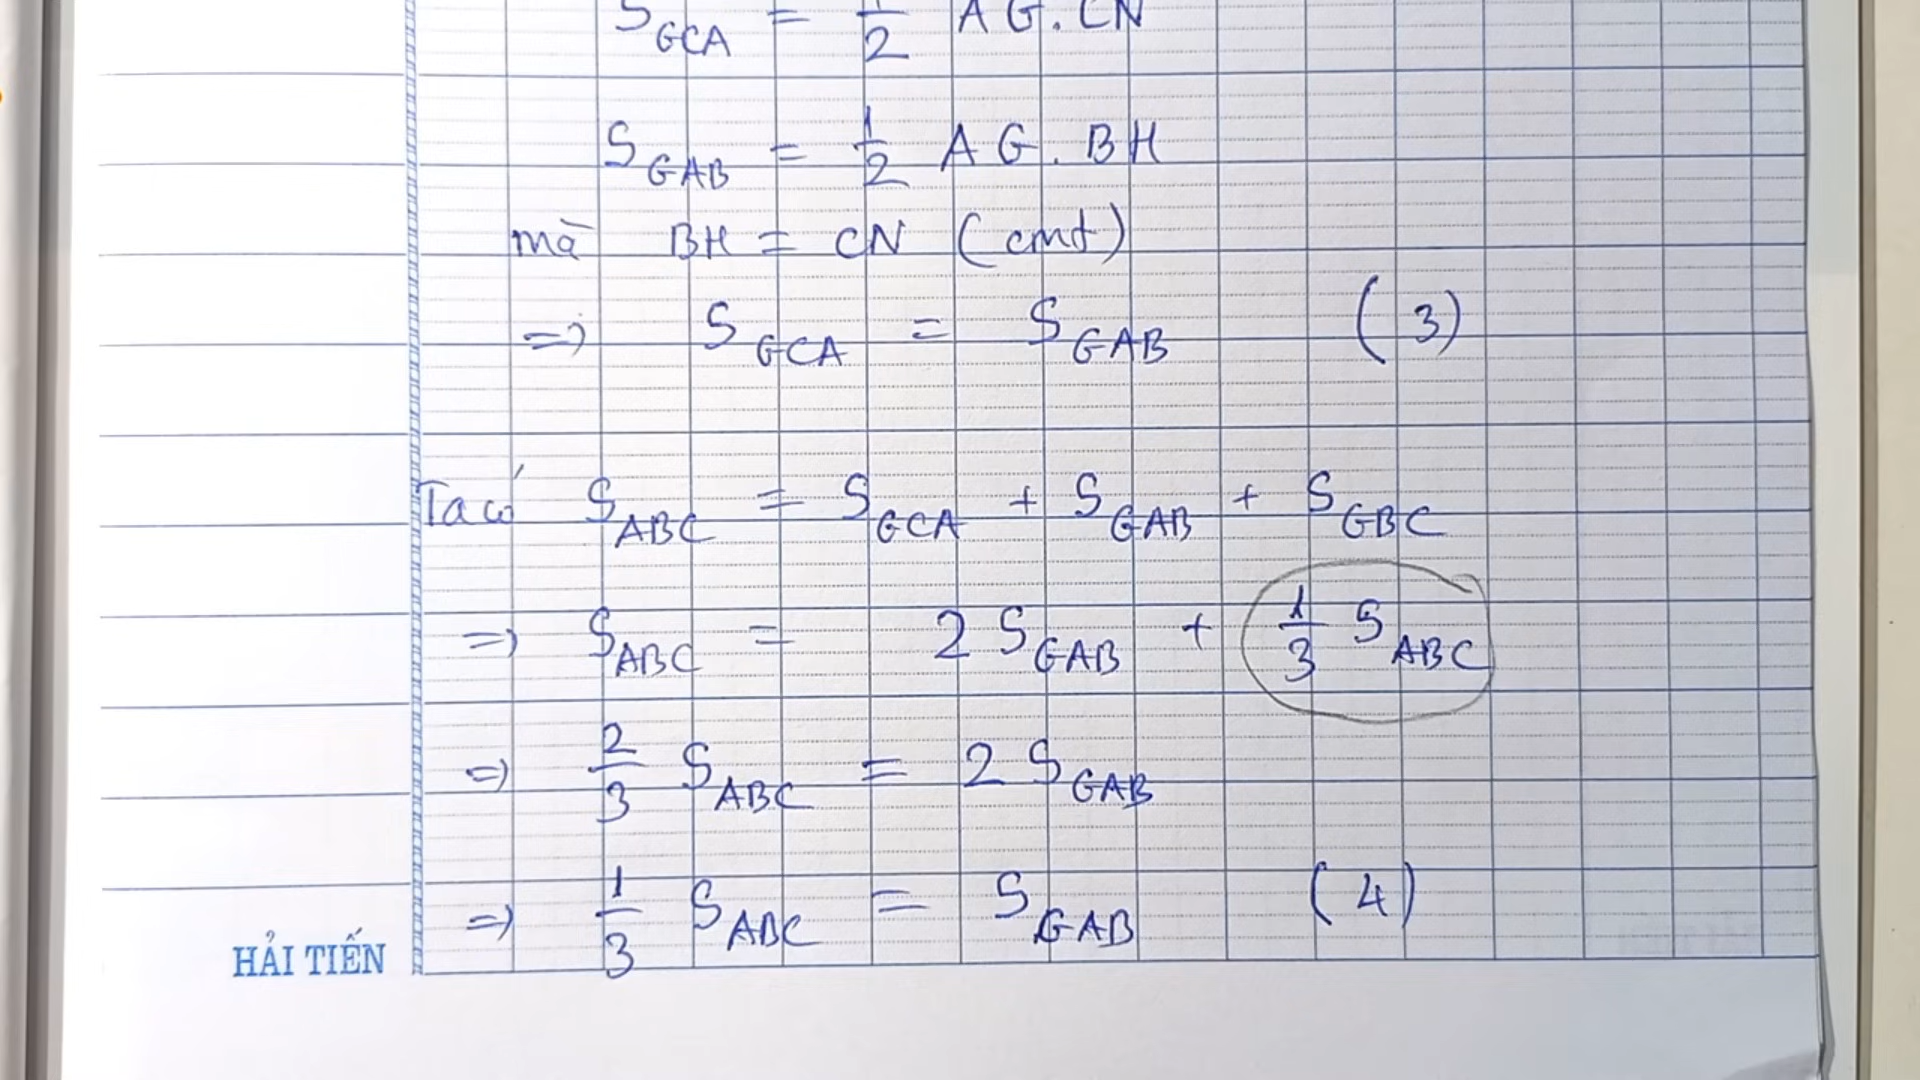 S_GCA = 1/2 AG. CN
S_GAB = 1/2 AG. BH
mà BH = CN (cmt)
=> S_GCA = S_GAB (3)
Ta có S_ABC = S_GCA + S_GAB + S_GBC
=> S_ABC = 2 S_GAB + 1/3 S_ABC
=> 2/3 S_ABC = 2 S_GAB
=> 1/3 S_ABC = S_GAB (4)
HẢI TIẾN